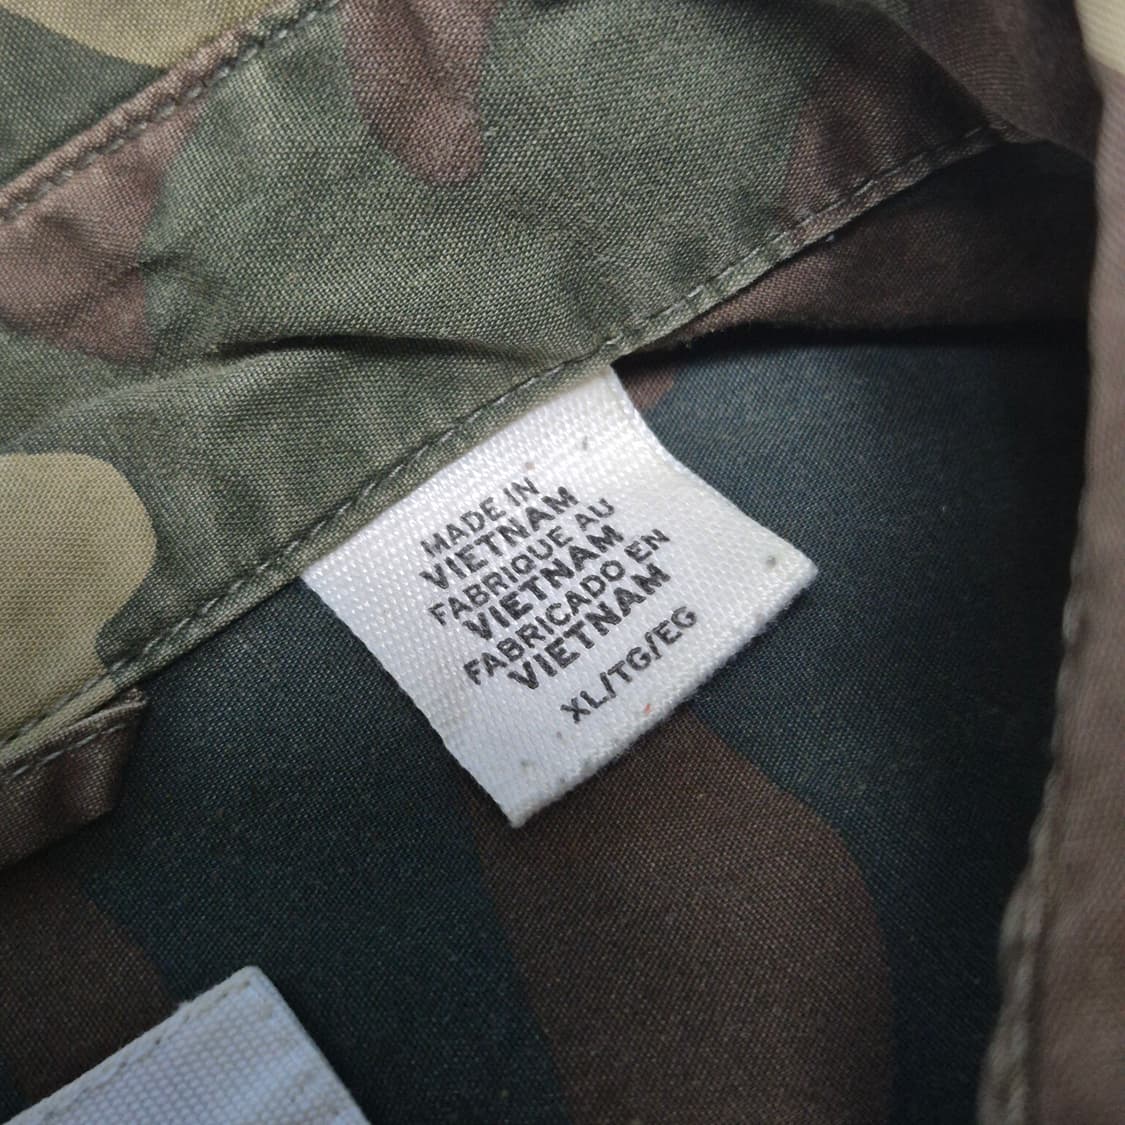 MADE IN
VIETNAM
FABRIQUE AU
VIETNAM
FABRICADO EN
VIETNAM
XL/TG/EG